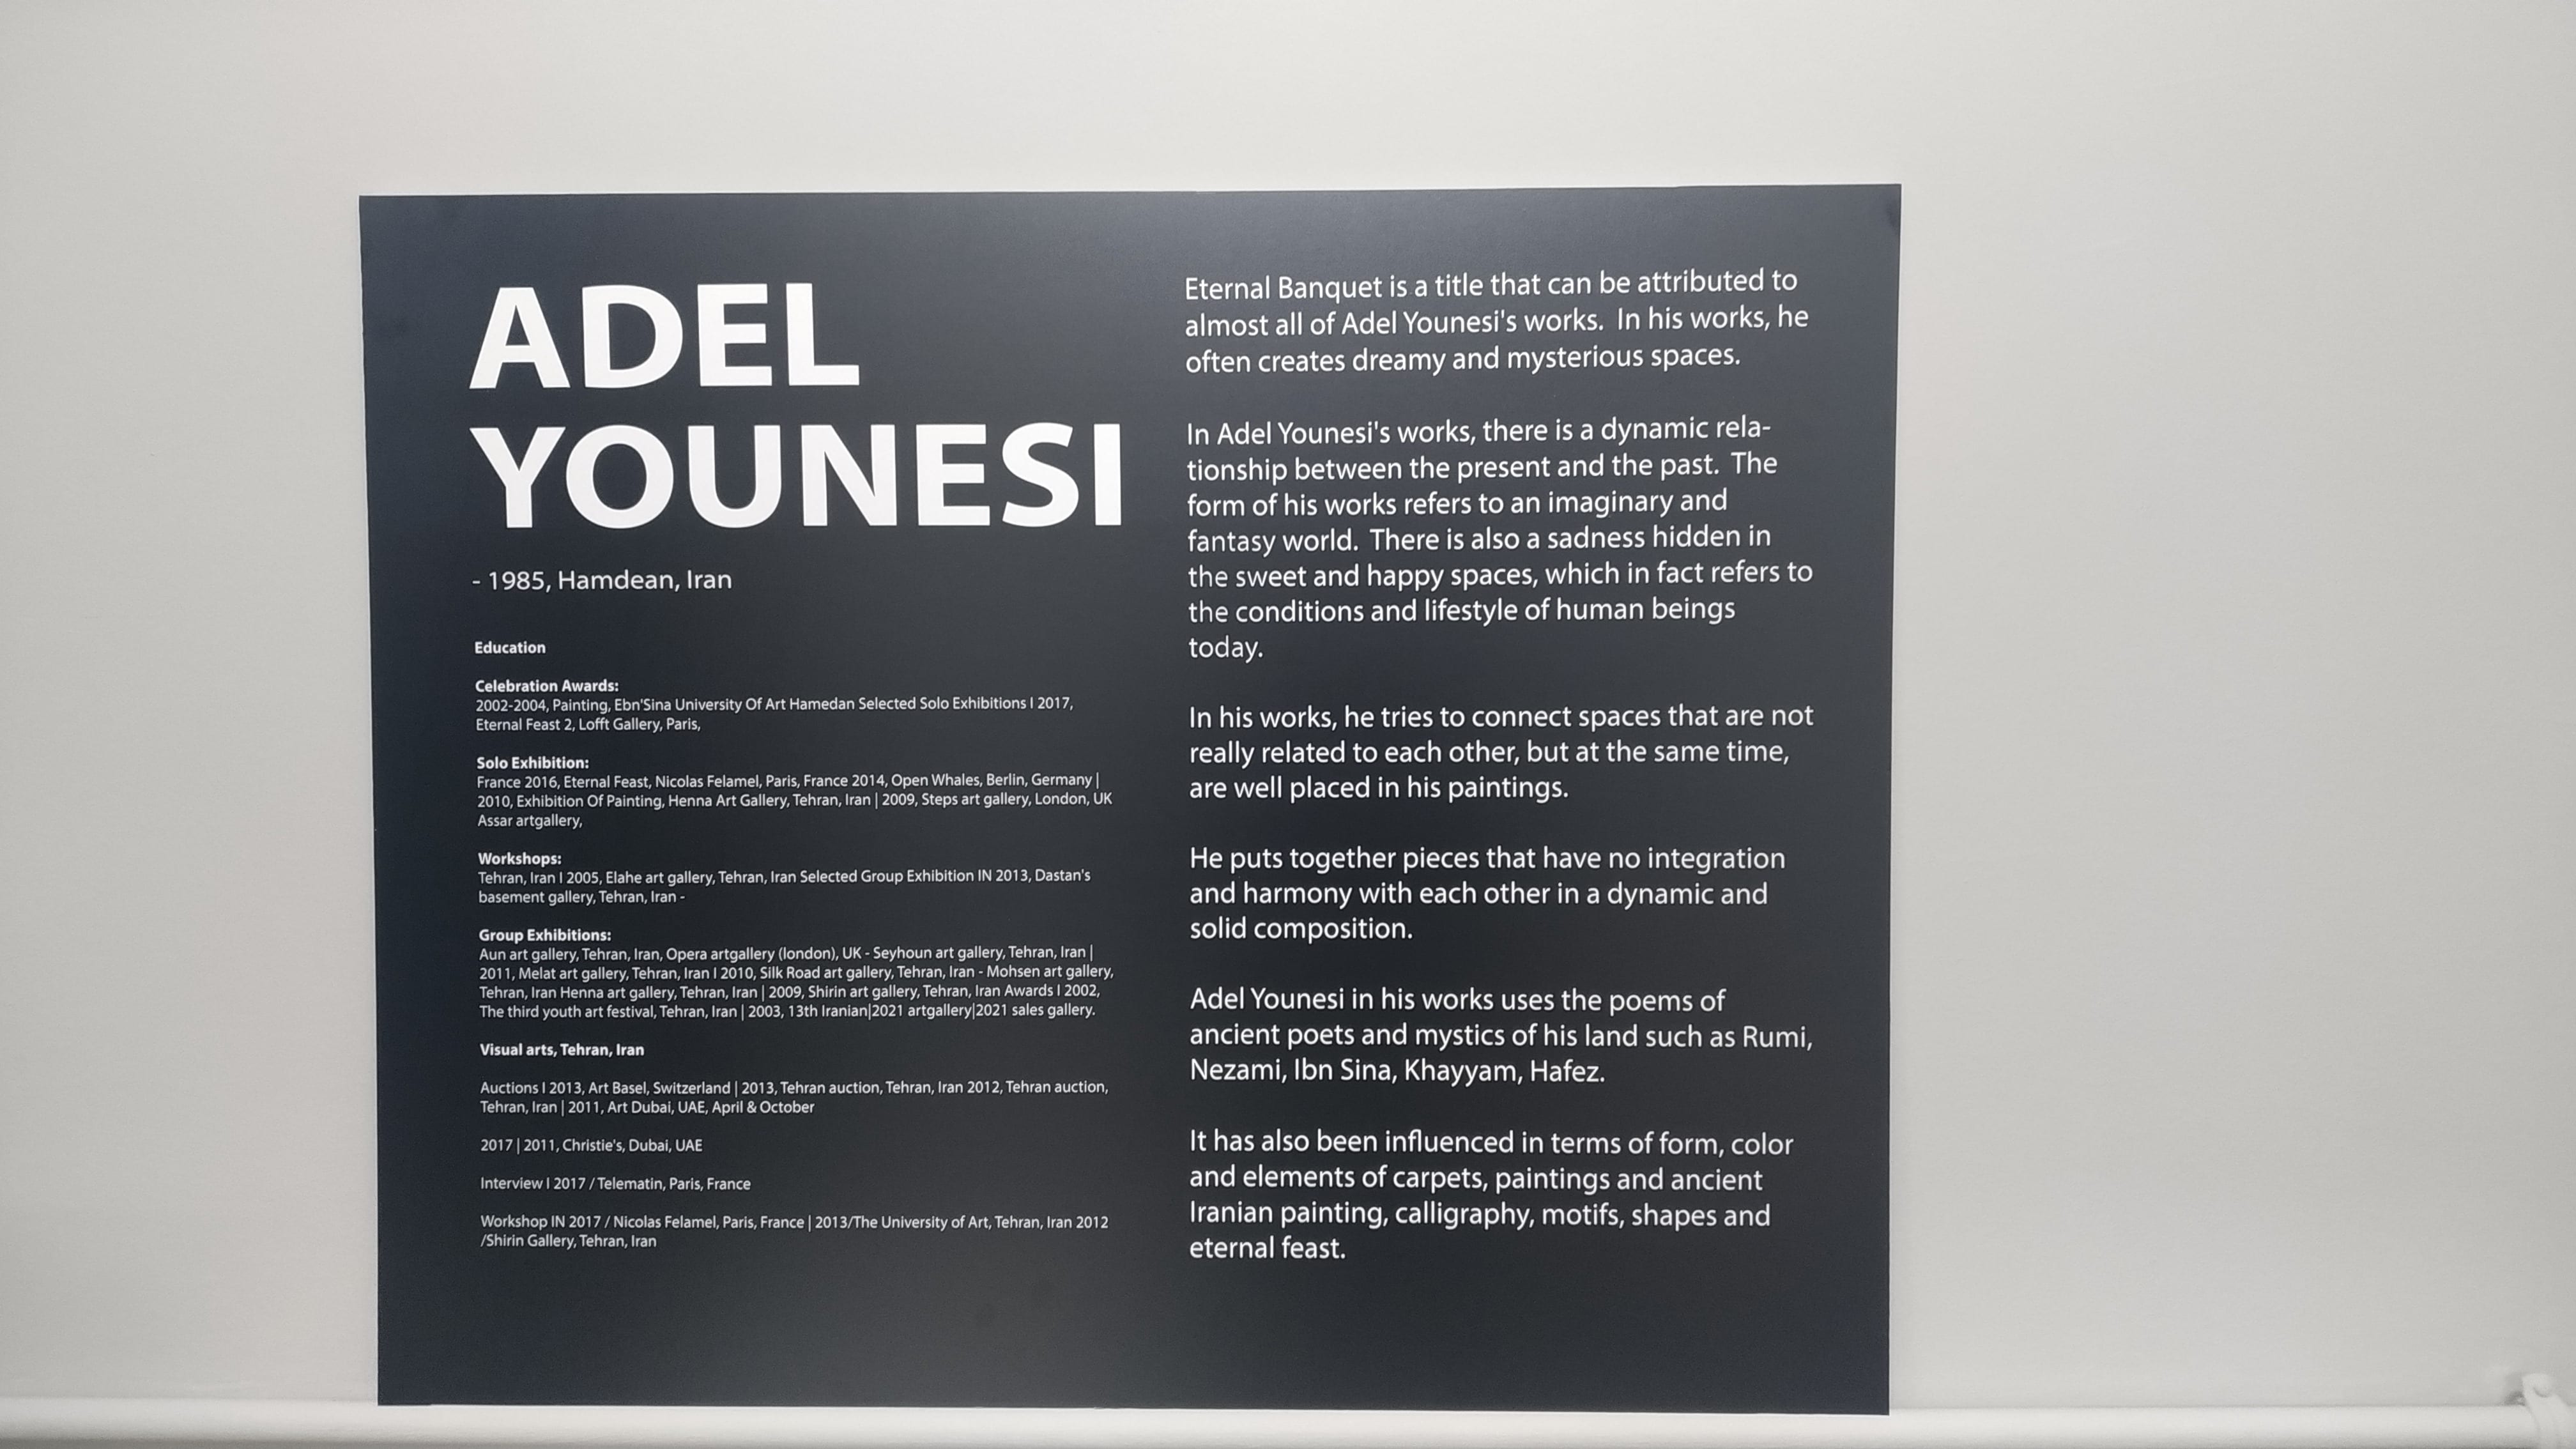 ADEL
YOUNESI
- 1985, Hamdean, Iran
Education
Celebration Awards:
2002-2004, Painting, Ebn'Sina University Of Art Hamedan Selected Solo Exhibitions I 2017,
Eternal Feast 2, Lofft Gallery, Paris,
Solo Exhibition:
France 2016, Eternal Feast, Nicolas Felamel, Paris, France 2014, Open Whales, Berlin, Germany |
2010, Exhibition Of Painting, Henna Art Gallery, Tehran, Iran | 2009, Steps art gallery, London, UK
Assar artgallery,
Workshops:
Tehran, Iran I 2005, Elahe art gallery, Tehran, Iran Selected Group Exhibition IN 2013, Dastan's
basement gallery, Tehran, Iran -
Group Exhibitions:
Aun art gallery, Tehran, Iran, Opera artgallery (london), UK - Seyhoun art gallery, Tehran, Iran |
2011, Melat art gallery, Tehran, Iran I 2010, Silk Road art gallery, Tehran, Iran - Mohsen art gallery,
Tehran, Iran Henna art gallery, Tehran, Iran | 2009, Shirin art gallery, Tehran, Iran Awards I 2002,
The third youth art festival, Tehran, Iran | 2003, 13th Iranian|2021 artgallery|2021 sales gallery.
Visual arts, Tehran, Iran
Auctions I 2013, Art Basel, Switzerland | 2013, Tehran auction, Tehran, Iran 2012, Tehran auction,
Tehran, Iran | 2011, Art Dubai, UAE, April & October
2017 | 2011, Christie's, Dubai, UAE
Interview I 2017 / Telematin, Paris, France
Workshop IN 2017 / Nicolas Felamel, Paris, France | 2013/The University of Art, Tehran, Iran 2012
/Shirin Gallery, Tehran, Iran
Eternal Banquet is a title that can be attributed to
almost all of Adel Younesi's works. In his works, he
often creates dreamy and mysterious spaces.
In Adel Younesi's works, there is a dynamic rela-
tionship between the present and the past. The
form of his works refers to an imaginary and
fantasy world. There is also a sadness hidden in
the sweet and happy spaces, which in fact refers to
the conditions and lifestyle of human beings
today.
In his works, he tries to connect spaces that are not
really related to each other, but at the same time,
are well placed in his paintings.
He puts together pieces that have no integration
and harmony with each other in a dynamic and
solid composition.
Adel Younesi in his works uses the poems of
ancient poets and mystics of his land such as Rumi,
Nezami, Ibn Sina, Khayyam, Hafez.
It has also been influenced in terms of form, color
and elements of carpets, paintings and ancient
Iranian painting, calligraphy, motifs, shapes and
eternal feast.